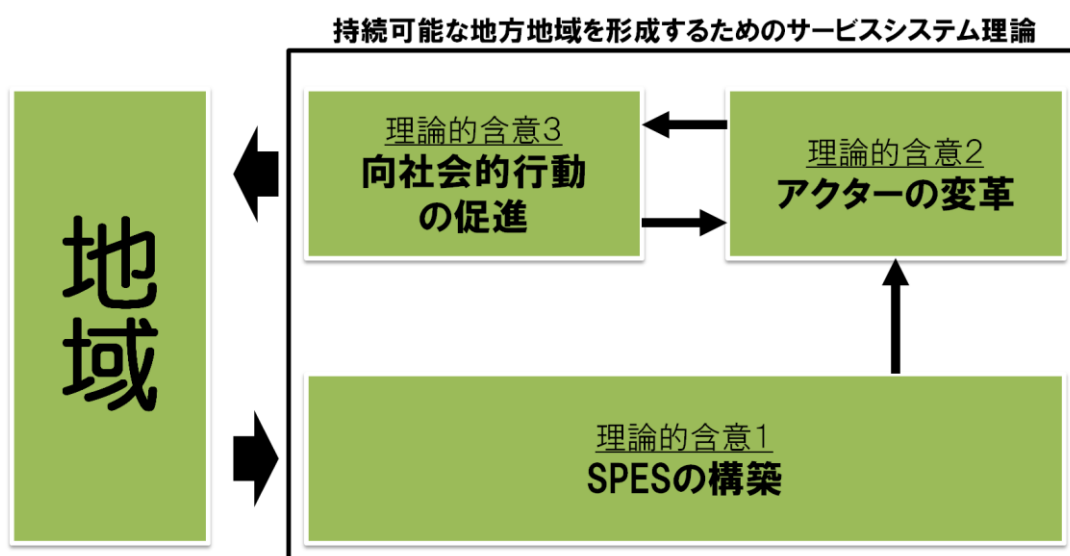 持続可能な地方地域を形成するためのサービスシステム理論
地域
理論的含意3
向社会的行動
の促進
理論的含意2
アクターの変革
理論的含意1
SPESの構築